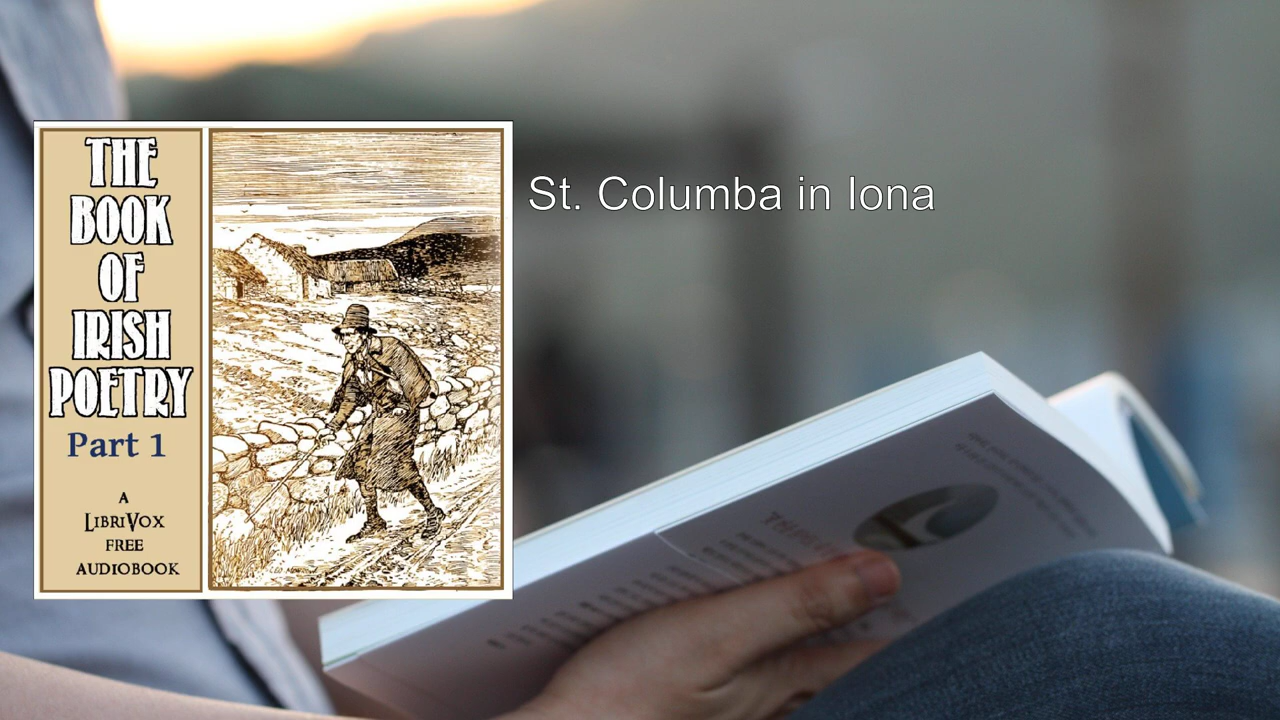 THE
BOOK
OF
IRISH
POETRY
Part 1
A
LIBRIVOX
FREE
AUDIOBOOK
St. Columba in Iona